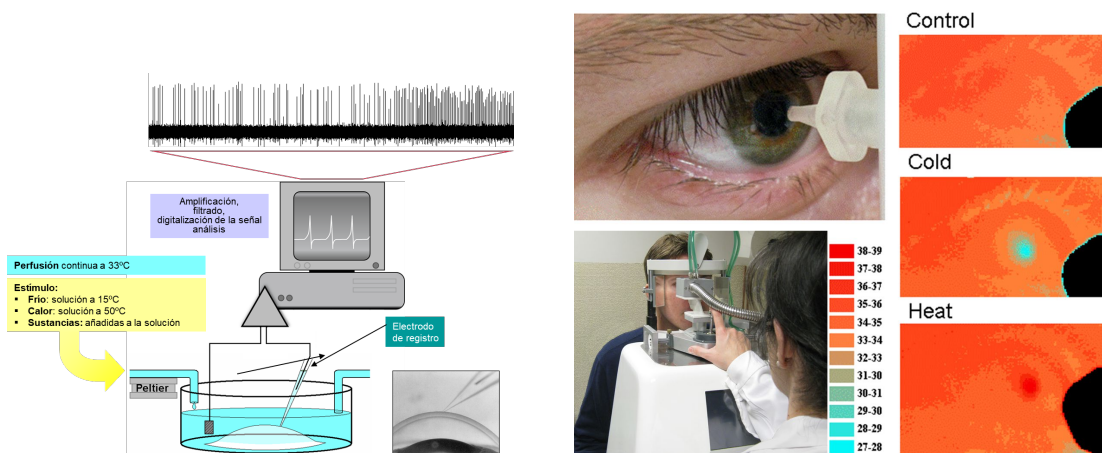 Amplificación,
filtrado,
digitalización de la señal
análisis
Perfusión continua a 33ºC
Estimulo:
▪ Frio: solución a 15ºC
▪ Calor: solución a 50ºC
▪ Sustancias: añadidas a la solución
Electrodo
de registro
Peltier
Control
Cold
Heat
38-39
37-38
36-37
35-36
34-35
33-34
32-33
31-30
30-31
29-30
28-29
27-28